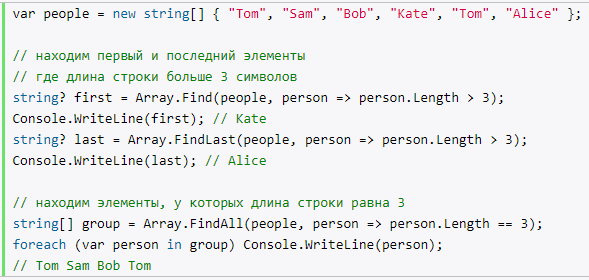 var people = new string[] { "Tom", "Sam", "Bob", "Kate", "Tom", "Alice" };
// находим первый и последний элементы
// где длина строки больше 3 символов
string? first = Array.Find(people, person => person.Length > 3);
Console.WriteLine(first); // Kate
string? last = Array.FindLast(people, person => person.Length > 3);
Console.WriteLine(last); // Alice
// находим элементы, у которых длина строки равна 3
string[] group = Array.FindAll(people, person => person.Length == 3);
foreach (var person in group) Console.WriteLine(person);
// Tom Sam Bob Tom